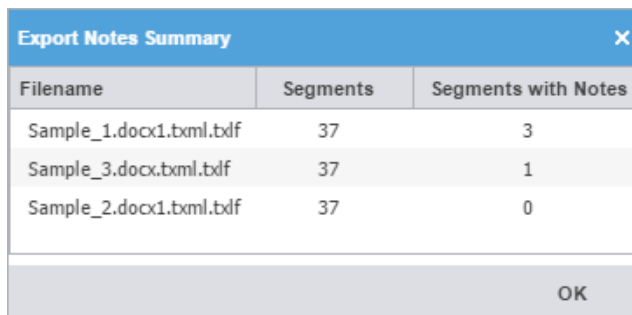 Export Notes Summary ×
Filename Segments Segments with Notes
Sample_1.docx1.txml.txlf 37 3
Sample_3.docx.txml.txlf 37 1
Sample_2.docx1.txml.txlf 37 0
OK